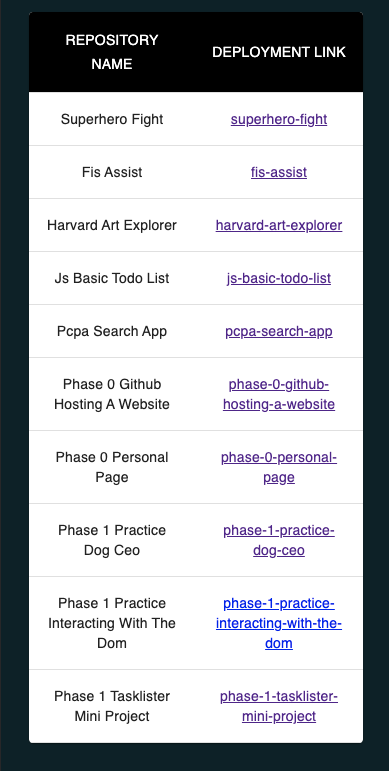 REPOSITORY
NAME
DEPLOYMENT LINK
Superhero Fight
superhero-fight
Fis Assist
fis-assist
Harvard Art Explorer
harvard-art-explorer
Js Basic Todo List
js-basic-todo-list
Pcpa Search App
pcpa-search-app
Phase 0 Github
Hosting A Website
phase-0-github-
hosting-a-website
Phase 0 Personal
Page
phase-0-personal-
page
Phase 1 Practice
Dog Ceo
phase-1-practice-
dog-ceo
Phase 1 Practice
Interacting With The
Dom
phase-1-practice-
interacting-with-the-
dom
Phase 1 Tasklister
Mini Project
phase-1-tasklister-
mini-project